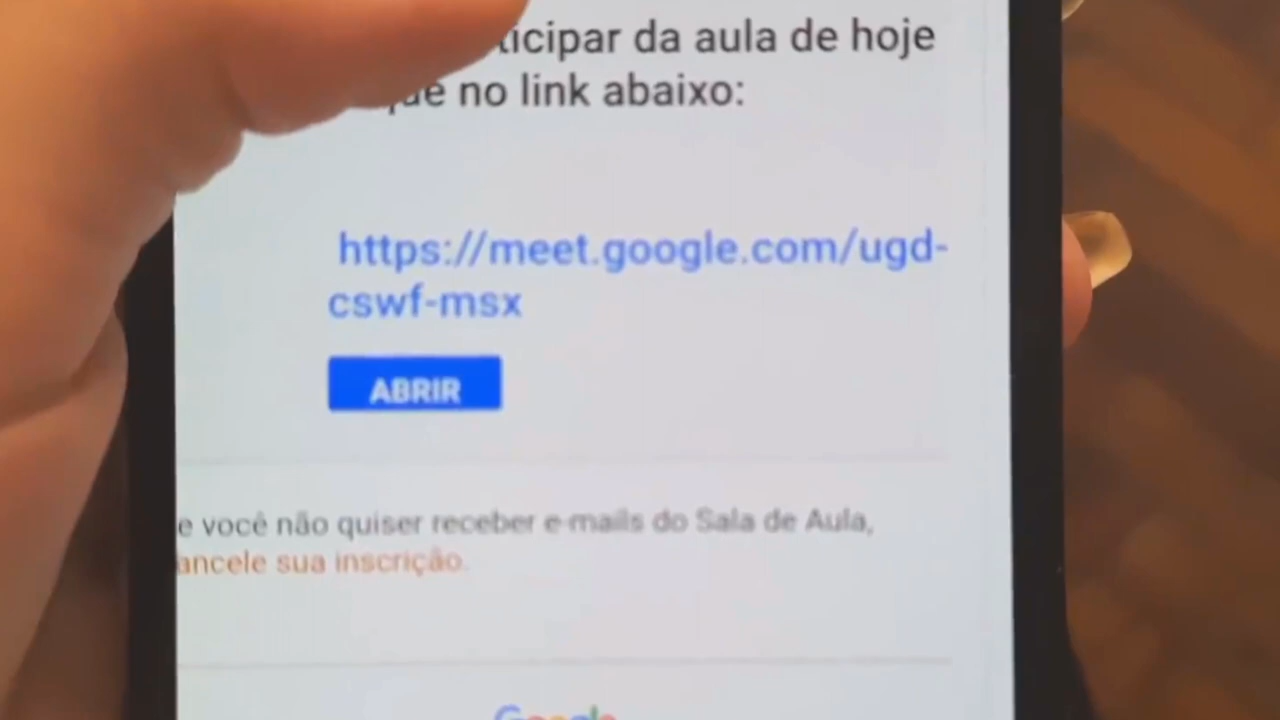 ticipar da aula de hoje
que no link abaixo:
https://meet.google.com/ugd-
cswf-msx
ABRIR
e você não quiser receber e-mails do Sala de Aula,
ancele sua inscrição.
Google